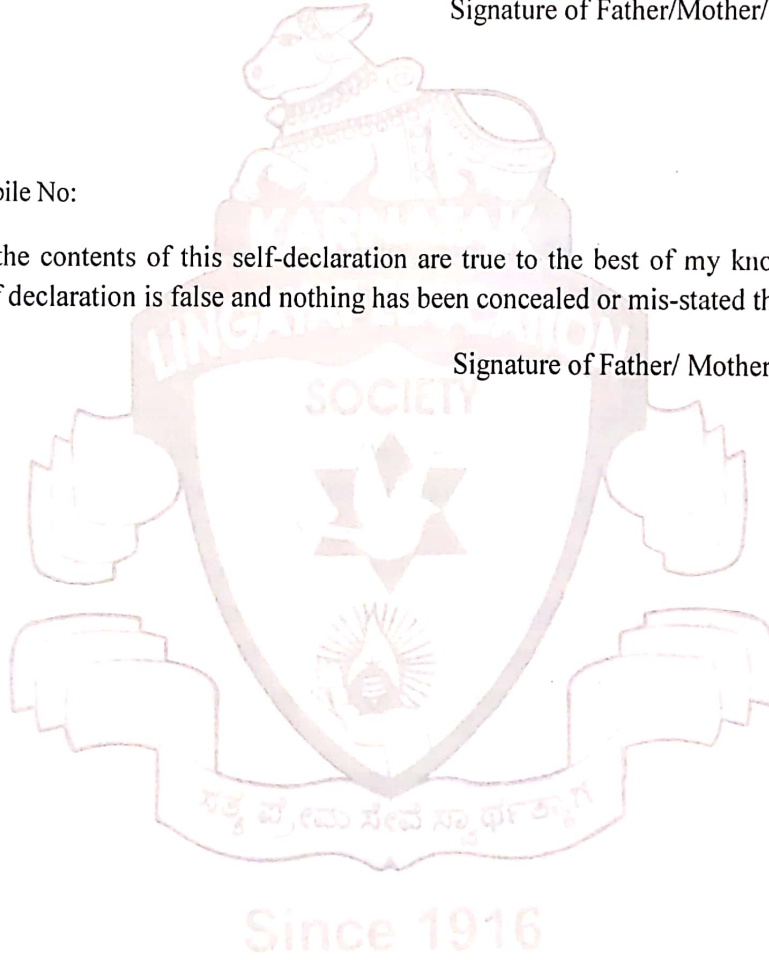 Signature of Father/Mother/
bile No:
KARNATAK
the contents of this self-declaration are true to the best of my kno
f declaration is false and nothing has been concealed or mis-stated th
LINGAYAT EDUCATION
Signature of Father/ Mother
SOCIETY
ಸತ್ಯ ಪ್ರೇಮ ಸೇವೆ ಸ್ವಾರ್ಥತ್ಯಾಗ
Since 1916